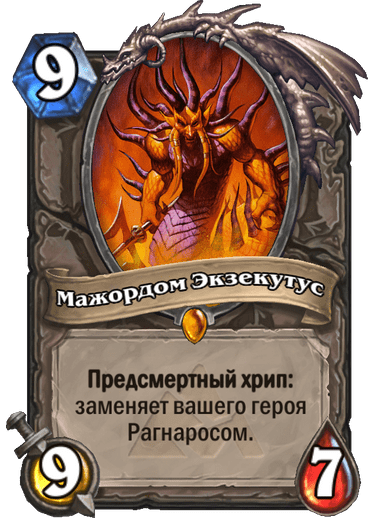 9
Мажордом Экзекутус
Предсмертный хрип:
заменяет вашего героя
Рагнаросом.
9
7